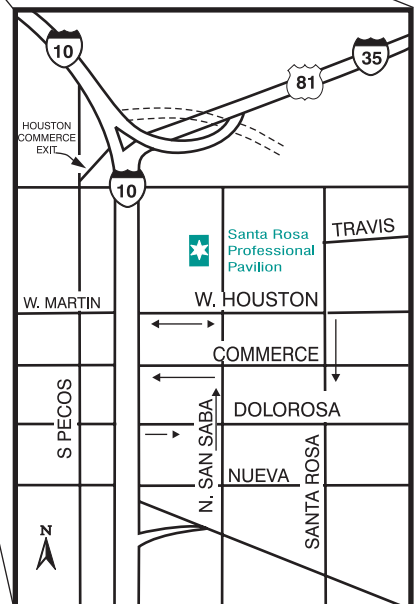 10
35
81
HOUSTON
COMMERCE
EXIT
10
Santa Rosa
Professional
Pavilion
TRAVIS
W. MARTIN
W. HOUSTON
COMMERCE
S PECOS
N. SAN SABA
DOLOROSA
SANTA ROSA
NUEVA
N